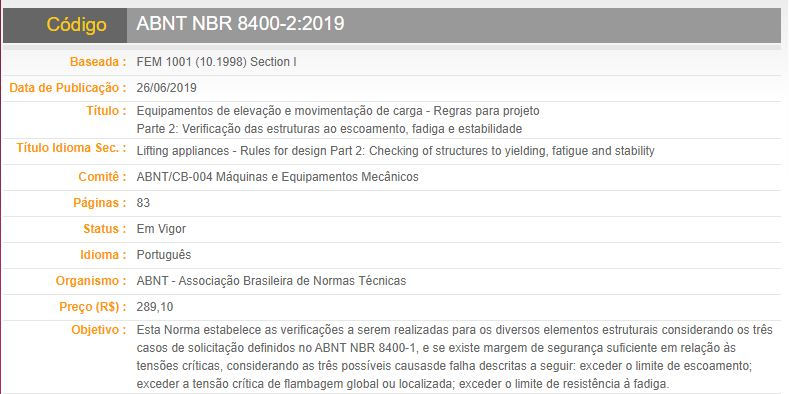 Código ABNT NBR 8400-2:2019
Baseada : FEM 1001 (10.1998) Section I
Data de Publicação : 26/06/2019
Título : Equipamentos de elevação e movimentação de carga - Regras para projeto
Parte 2: Verificação das estruturas ao escoamento, fadiga e estabilidade
Título Idioma Sec. : Lifting appliances - Rules for design Part 2: Checking of structures to yielding, fatigue and stability
Comitê : ABNT/CB-004 Máquinas e Equipamentos Mecânicos
Páginas : 83
Status : Em Vigor
Idioma : Português
Organismo : ABNT - Associação Brasileira de Normas Técnicas
Preço (R$) : 289,10
Objetivo : Esta Norma estabelece as verificações a serem realizadas para os diversos elementos estruturais considerando os três
casos de solicitação definidos no ABNT NBR 8400-1, e se existe margem de segurança suficiente em relação às
tensões críticas, considerando as três possíveis causasde falha descritas a seguir: exceder o limite de escoamento;
exceder a tensão crítica de flambagem global ou localizada; exceder o limite de resistência à fadiga.